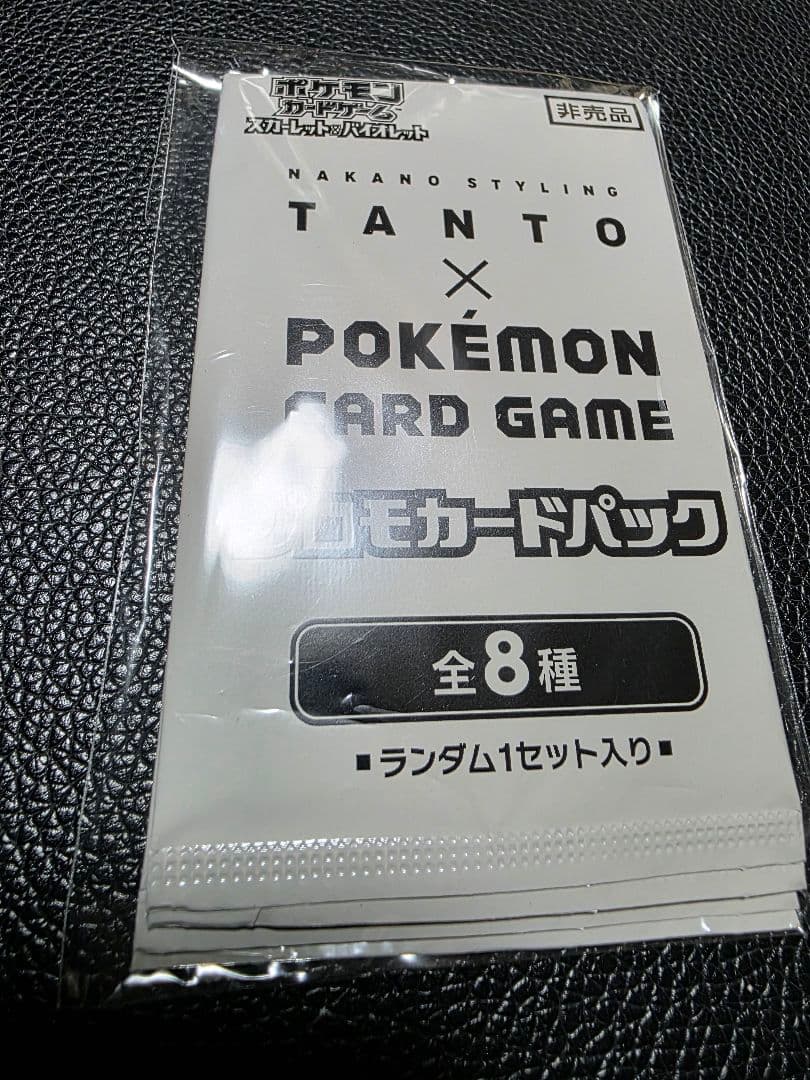 ポケモン
カードゲーム
スカーレット&バイオレット
非売品
NAKANO STYLING
TANTO
×
POKÉMON
CARD GAME
プロモカードパック
全8種
■ランダム1セット入り■